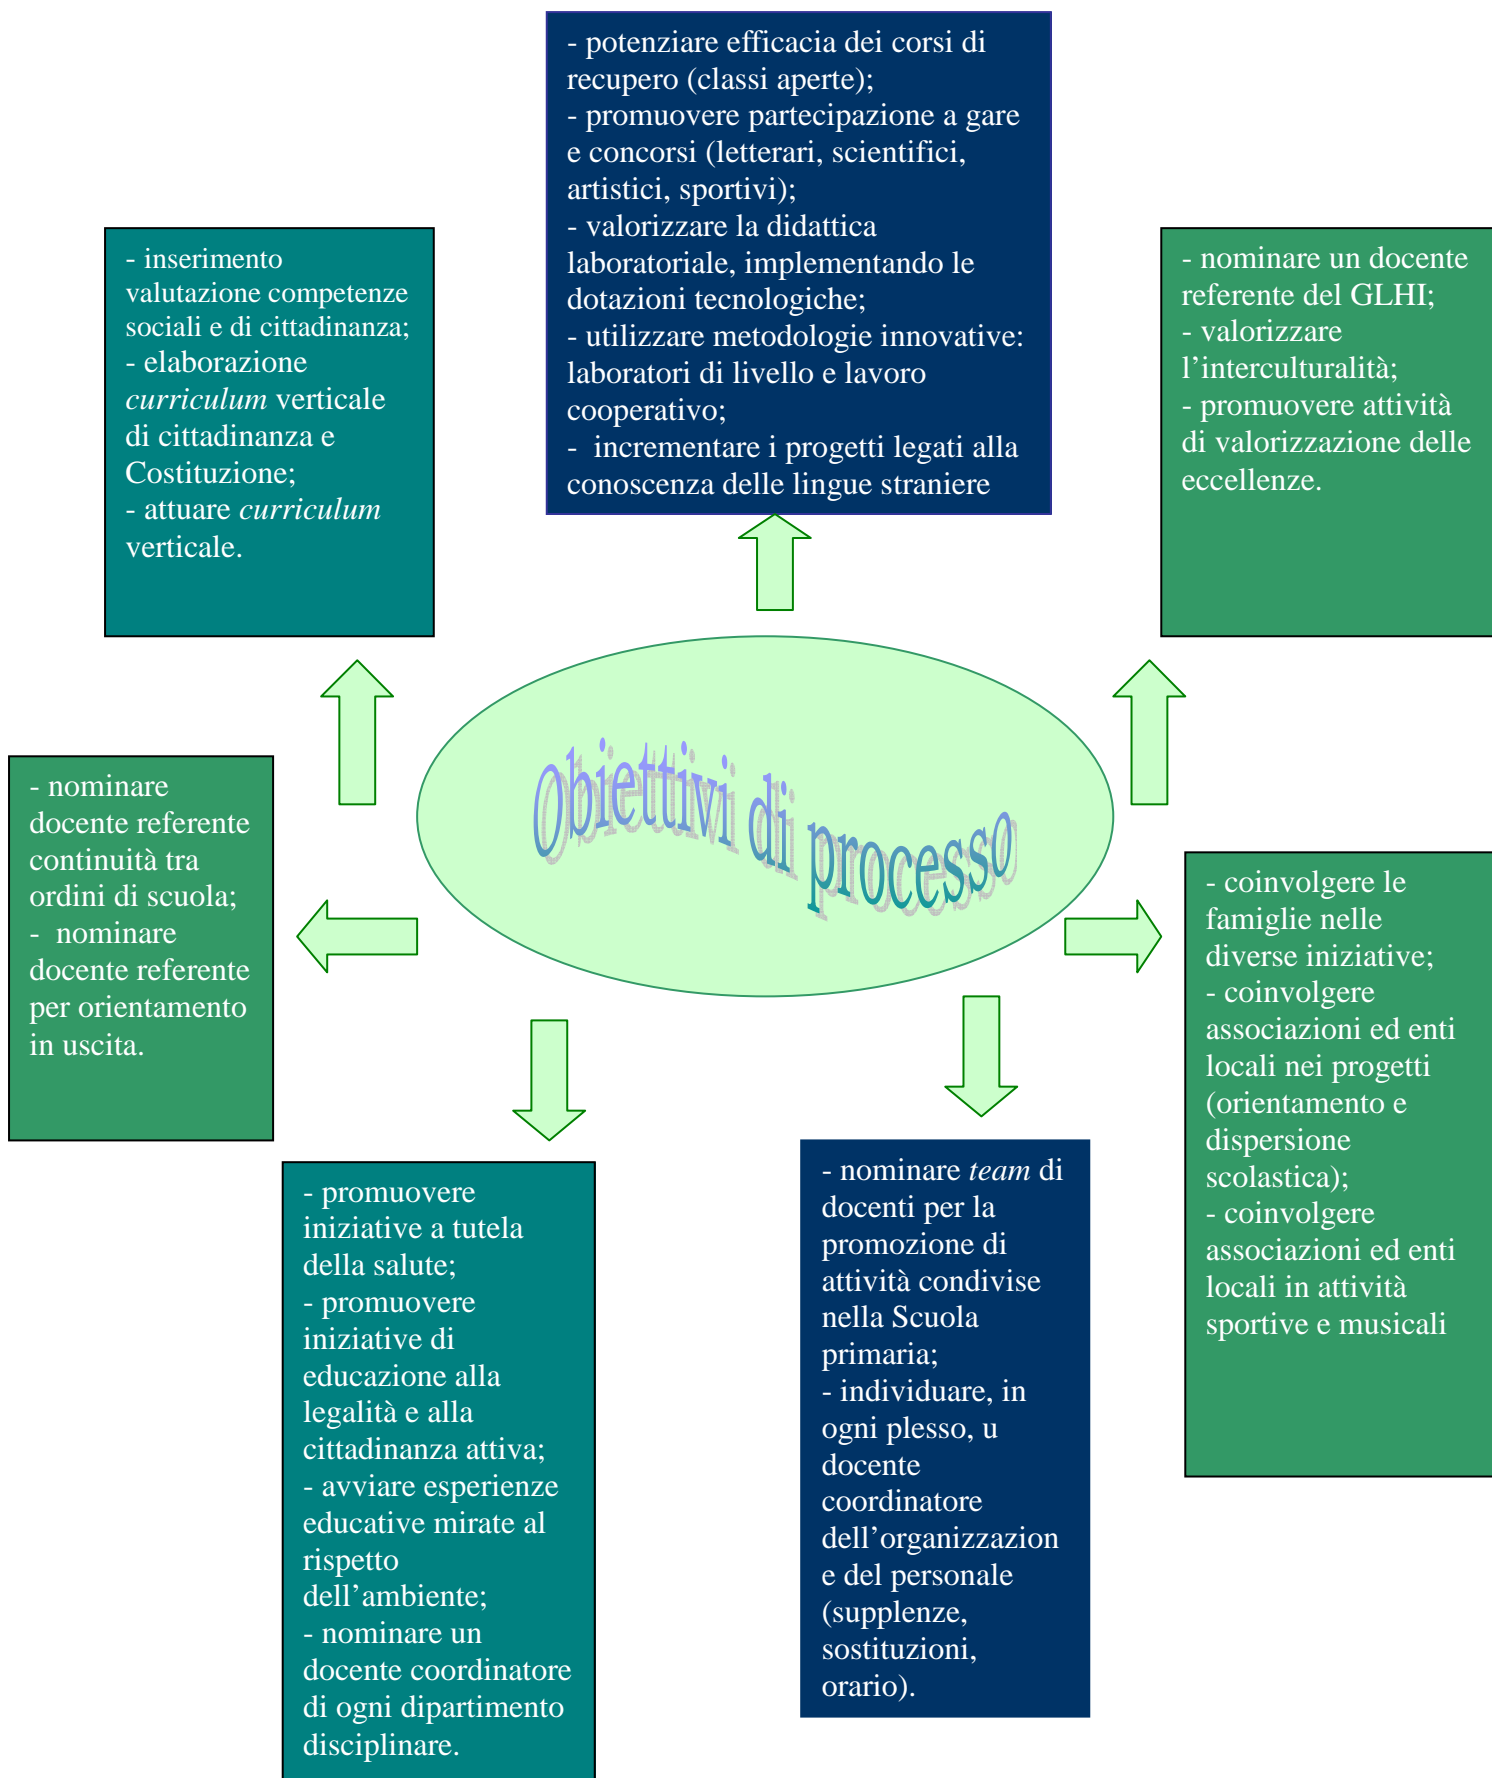 - potenziare efficacia dei corsi di
recupero (classi aperte);
- promuovere partecipazione a gare
e concorsi (letterari, scientifici,
artistici, sportivi);
- valorizzare la didattica
laboratoriale, implementando le
dotazioni tecnologiche;
- utilizzare metodologie innovative:
laboratori di livello e lavoro
cooperativo;
-  incrementare i progetti legati alla
conoscenza delle lingue straniere
- inserimento
valutazione competenze
sociali e di cittadinanza;
- elaborazione
curriculum verticale
di cittadinanza e
Costituzione;
- attuare curriculum
verticale.
- nominare un docente
referente del GLHI;
- valorizzare
l’interculturalità;
- promuovere attività
di valorizzazione delle
eccellenze.
Obiettivi di processo
- nominare
docente referente
continuità tra
ordini di scuola;
-  nominare
docente referente
per orientamento
in uscita.
- coinvolgere le
famiglie nelle
diverse iniziative;
- coinvolgere
associazioni ed enti
locali nei progetti
(orientamento e
dispersione
scolastica);
- coinvolgere
associazioni ed enti
locali in attività
sportive e musicali
- promuovere
iniziative a tutela
della salute;
- promuovere
iniziative di
educazione alla
legalità e alla
cittadinanza attiva;
- avviare esperienze
educative mirate al
rispetto
dell’ambiente;
- nominare un
docente coordinatore
di ogni dipartimento
disciplinare.
- nominare team di
docenti per la
promozione di
attività condivise
nella Scuola
primaria;
- individuare, in
ogni plesso, u
docente
coordinatore
dell’organizzazion
e del personale
(supplenze,
sostituzioni,
orario).